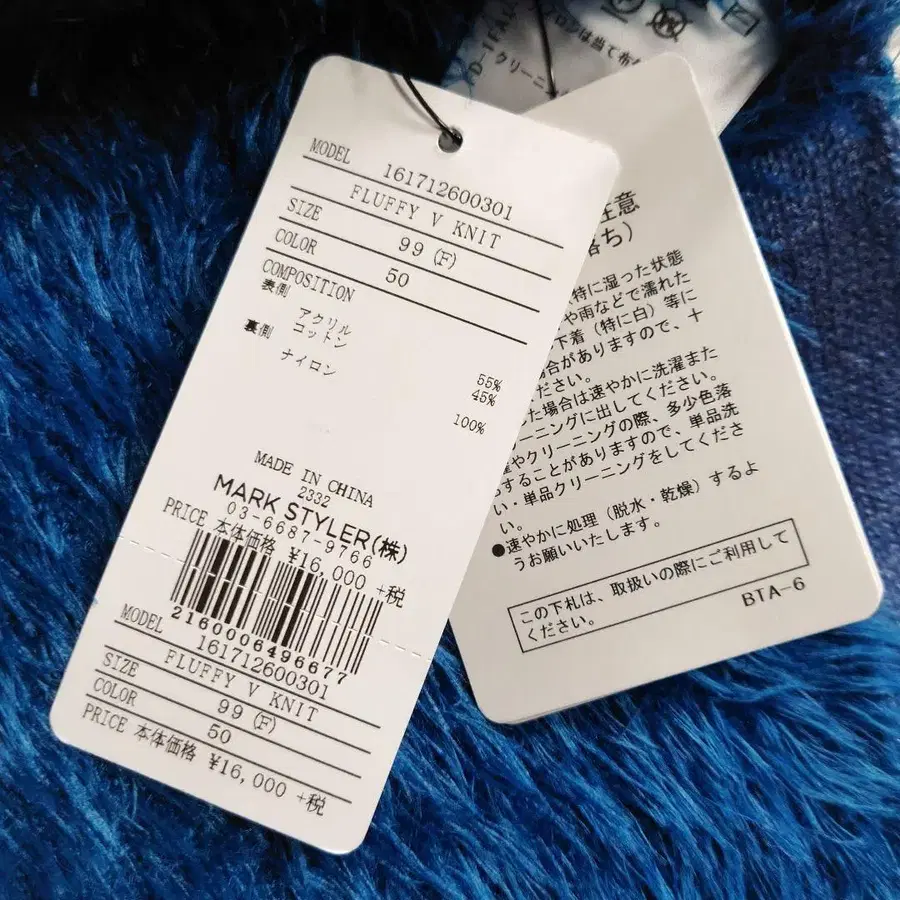 MODEL 161712600301
FLUFFY V KNIT
SIZE 99 (F)
COLOR 50
COMPOSITION
表側
アクリル 55%
コットン 45%
裏側
ナイロン 100%
MADE IN CHINA
2332
MARK STYLER(株)
03-6687-9766
PRICE 本体価格 ¥16,000 +税
2160006496677
MODEL 161712600301
FLUFFY V KNIT
SIZE 99 (F)
COLOR 50
PRICE 本体価格 ¥16,000 +税
意
ち)
特に湿った状態
や雨などで濡れた
下着（特に白）等に
場合がありますので、十
ださい。
た場合は速やかに洗濯また
ーニングに出してください。
やクリーニングの際、多少色落
することがありますので、単品洗
い・単品クリーニングをしてくださ
い。
●速やかに処理（脱水・乾燥）するよ
うお願いいたします。
この下札は、取扱いの際にご利用して
ください。
BTA-6
ロンは当て布
クリーニ